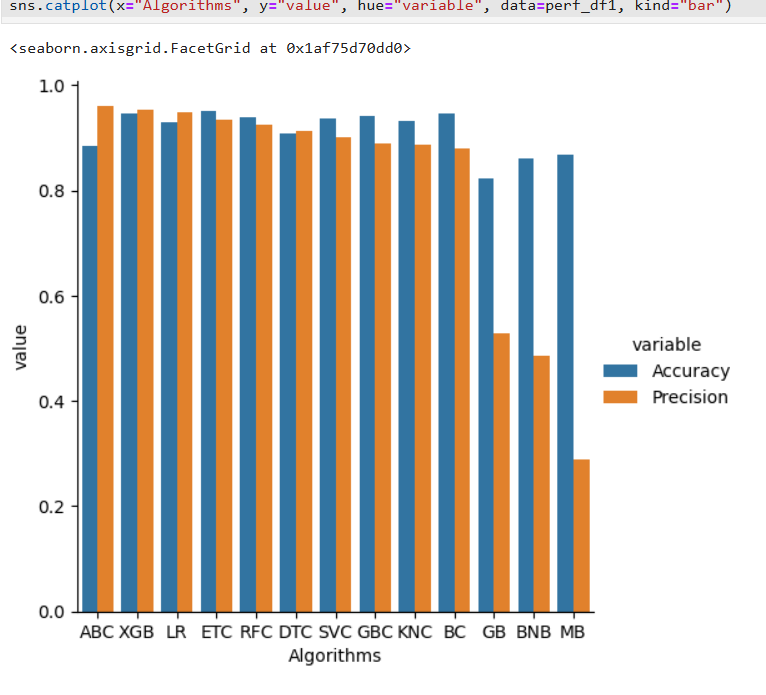 sns.catplot(x="Algorithms", y="value", hue="variable", data=perf_df1, kind="bar")
<seaborn.axisgrid.FacetGrid at 0x1af75d70dd0>
1.0
0.8
0.6
0.4
0.2
0.0
value
variable
Accuracy
Precision
ABC XGB LR ETC RFC DTC SVC GBC KNC BC GB BNB MB
Algorithms